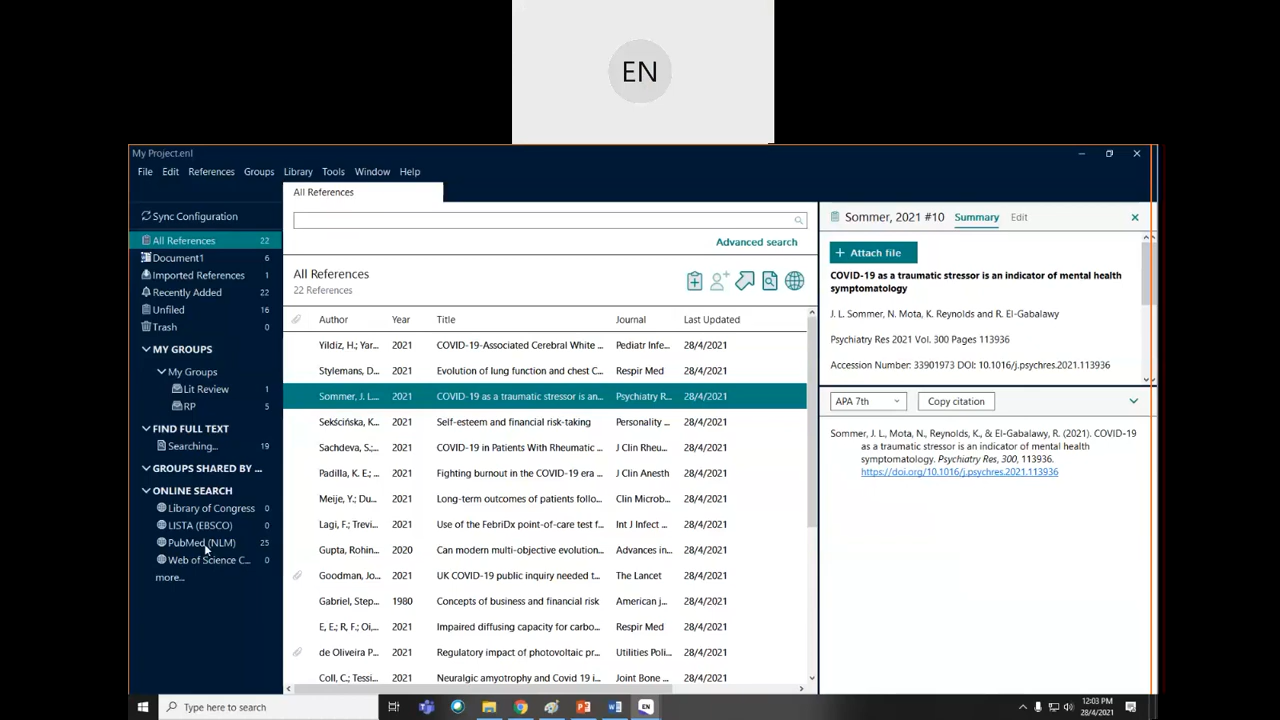 EN
My Project.enl
File Edit References Groups Library Tools Window Help
All References
Sync Configuration
All References 22
Document1 6
Imported References 1
Recently Added 22
Unfiled 16
Trash 0
MY GROUPS
My Groups
Lit Review 1
RP 5
FIND FULL TEXT
Searching... 19
GROUPS SHARED BY ...
ONLINE SEARCH
Library of Congress 0
LISTA (EBSCO) 0
PubMed (NLM) 25
Web of Science C... 0
more...
Advanced search
All References
22 References
Author Year Title Journal Last Updated
Yildiz, H.; Yar... 2021 COVID-19-Associated Cerebral White ... Pediatr Infe... 28/4/2021
Stylemans, D... 2021 Evolution of lung function and chest C... Respir Med 28/4/2021
Sommer, J. L... 2021 COVID-19 as a traumatic stressor is an... Psychiatry R... 28/4/2021
Sekścińska, K... 2021 Self-esteem and financial risk-taking Personality ... 28/4/2021
Sachdeva, S.;... 2021 COVID-19 in Patients With Rheumatic ... J Clin Rheu... 28/4/2021
Padilla, K. E.; ... 2021 Fighting burnout in the COVID-19 era ... J Clin Anesth 28/4/2021
Meije, Y.; Du... 2021 Long-term outcomes of patients follo... Clin Microb... 28/4/2021
Lagi, F.; Trevi... 2021 Use of the FebriDx point-of-care test f... Int J Infect ... 28/4/2021
Gupta, Rohin... 2020 Can modern multi-objective evolution... Advances in... 28/4/2021
Goodman, Jo... 2021 UK COVID-19 public inquiry needed t... The Lancet 28/4/2021
Gabriel, Step... 1980 Concepts of business and financial risk American j... 28/4/2021
E, E.; R, F.; Oi,... 2021 Impaired diffusing capacity for carbo... Respir Med 28/4/2021
de Oliveira P... 2021 Regulatory impact of photovoltaic pr... Utilities Poli... 28/4/2021
Coll, C.; Tessi... 2021 Neuralgic amyotrophy and Covid 19 i... Joint Bone ... 28/4/2021
Sommer, 2021 #10 Summary Edit
+ Attach file
COVID-19 as a traumatic stressor is an indicator of mental health
symptomatology
J. L. Sommer, N. Mota, K. Reynolds and R. El-Gabalawy
Psychiatry Res 2021 Vol. 300 Pages 113936
Accession Number: 33901973 DOI: 10.1016/j.psychres.2021.113936
APA 7th Copy citation
Sommer, J. L., Mota, N., Reynolds, K., & El-Gabalawy, R. (2021). COVID-19
as a traumatic stressor is an indicator of mental health
symptomatology. Psychiatry Res, 300, 113936.
https://doi.org/10.1016/j.psychres.2021.113936
Type here to search
EN
12:03 PM
28/4/2021